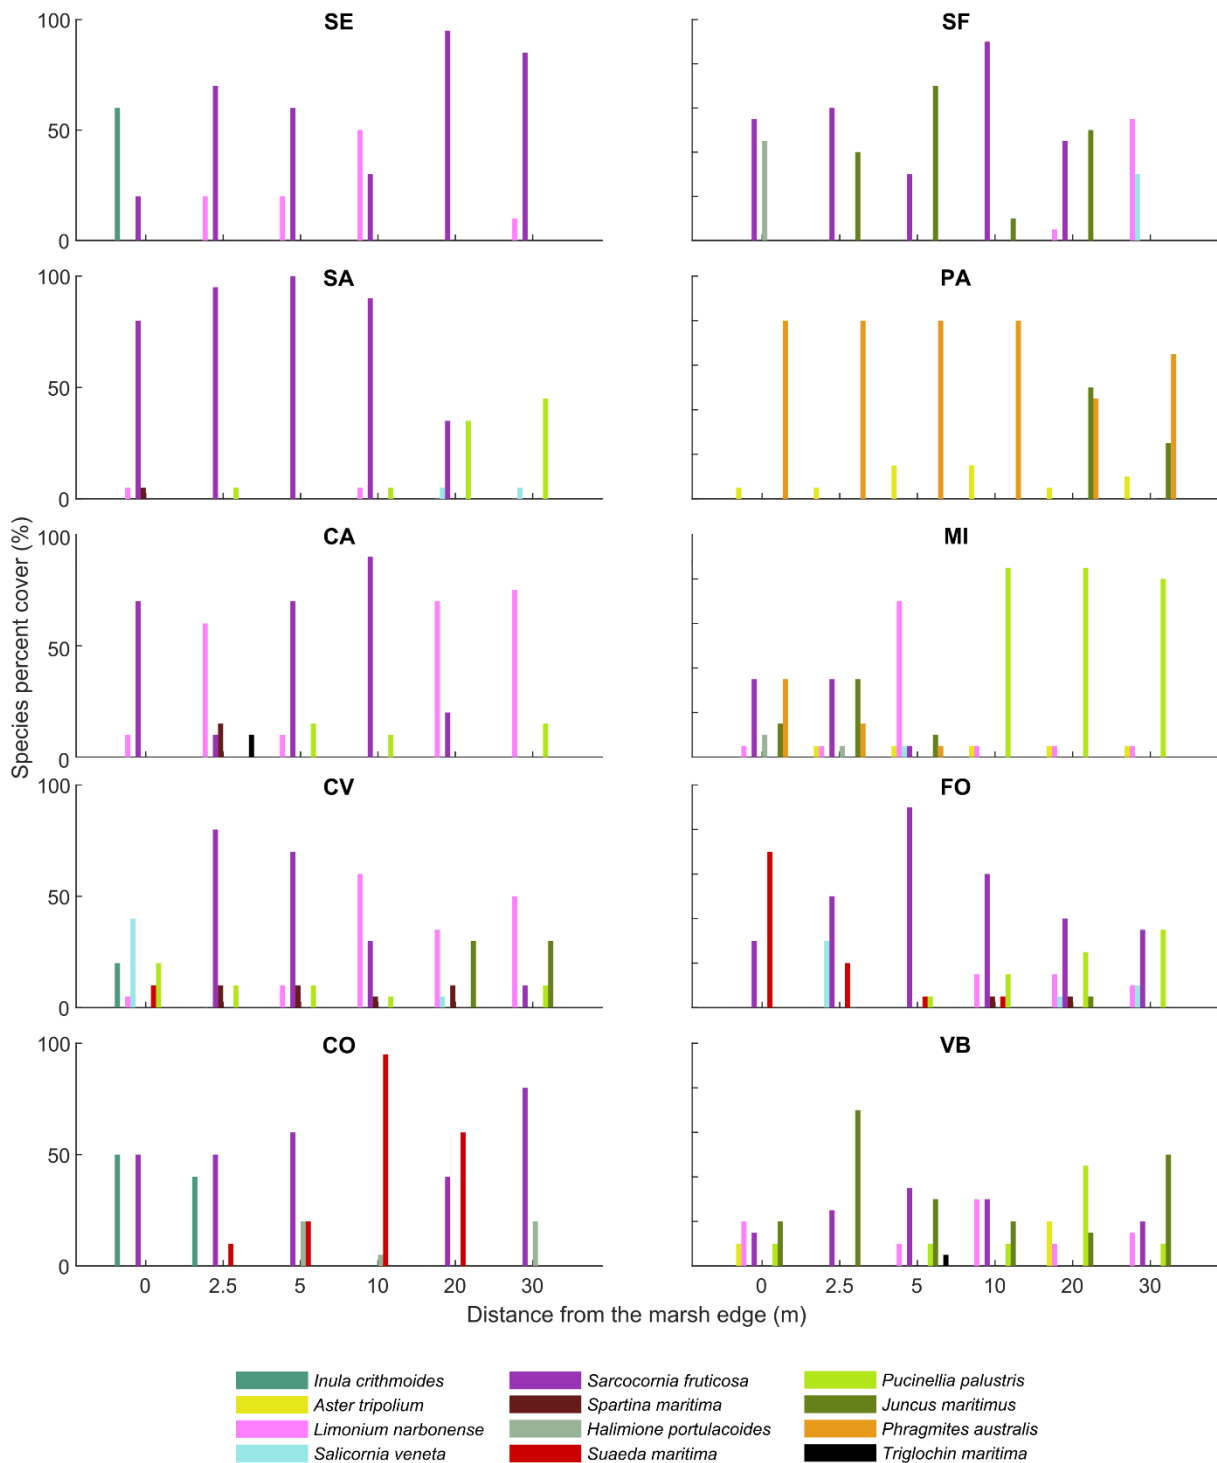 SE
SF
100
50
0
SA
PA
100
50
0
CA
MI
100
50
0
CV
FO
100
50
0
CO
VB
100
50
0
0 2.5 5 10 20 30
0 2.5 5 10 20 30
Species percent cover (%)
Distance from the marsh edge (m)
Inula crithmoides
Aster tripolium
Limonium narbonense
Salicornia veneta
Sarcocornia fruticosa
Spartina maritima
Halimione portulacoides
Suaeda maritima
Pucinellia palustris
Juncus maritimus
Phragmites australis
Triglochin maritima